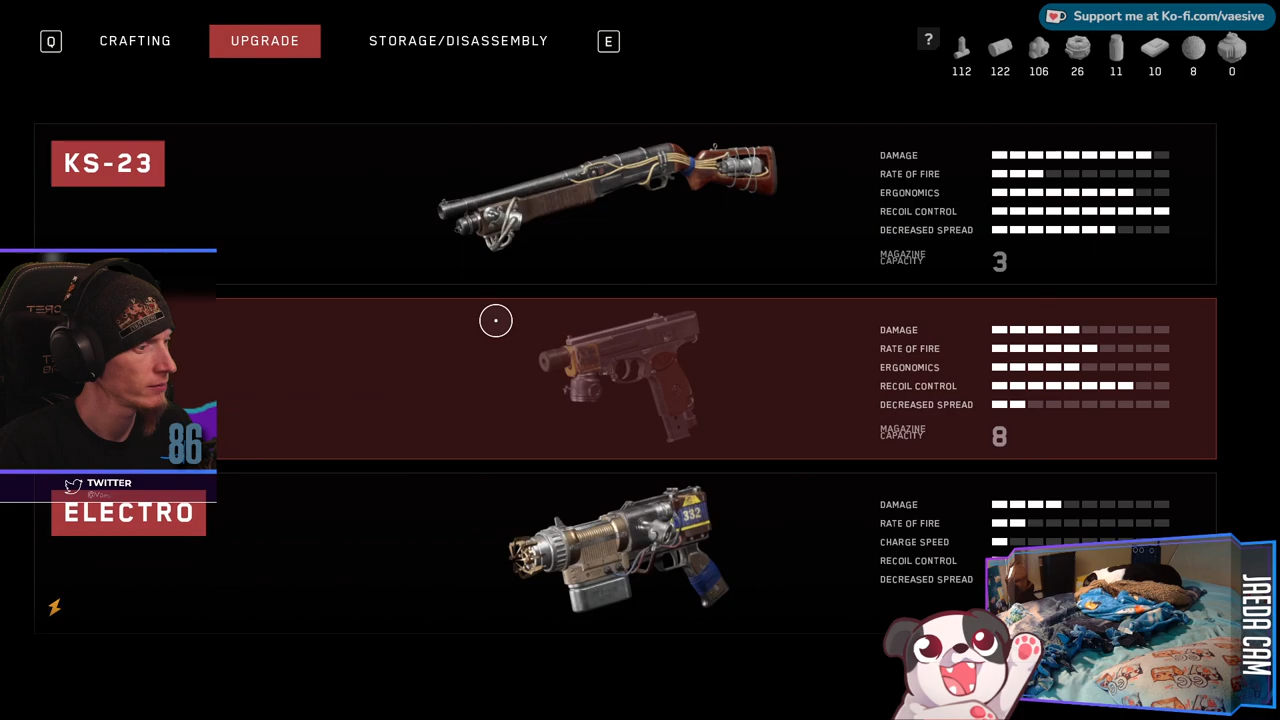 Support me at Ko-fi.com/vaesive
Q CRAFTING UPGRADE STORAGE/DISASSEMBLY E
?
112 122 106 26 11 10 8 0
KS-23
DAMAGE
RATE OF FIRE
ERGONOMICS
RECOIL CONTROL
DECREASED SPREAD
MAGAZINE
CAPACITY
3
DAMAGE
RATE OF FIRE
ERGONOMICS
RECOIL CONTROL
DECREASED SPREAD
MAGAZINE
CAPACITY
8
86
TWITTER
ELECTRO
332
DAMAGE
RATE OF FIRE
CHARGE SPEED
RECOIL CONTROL
DECREASED SPREAD
JAEDA CAM